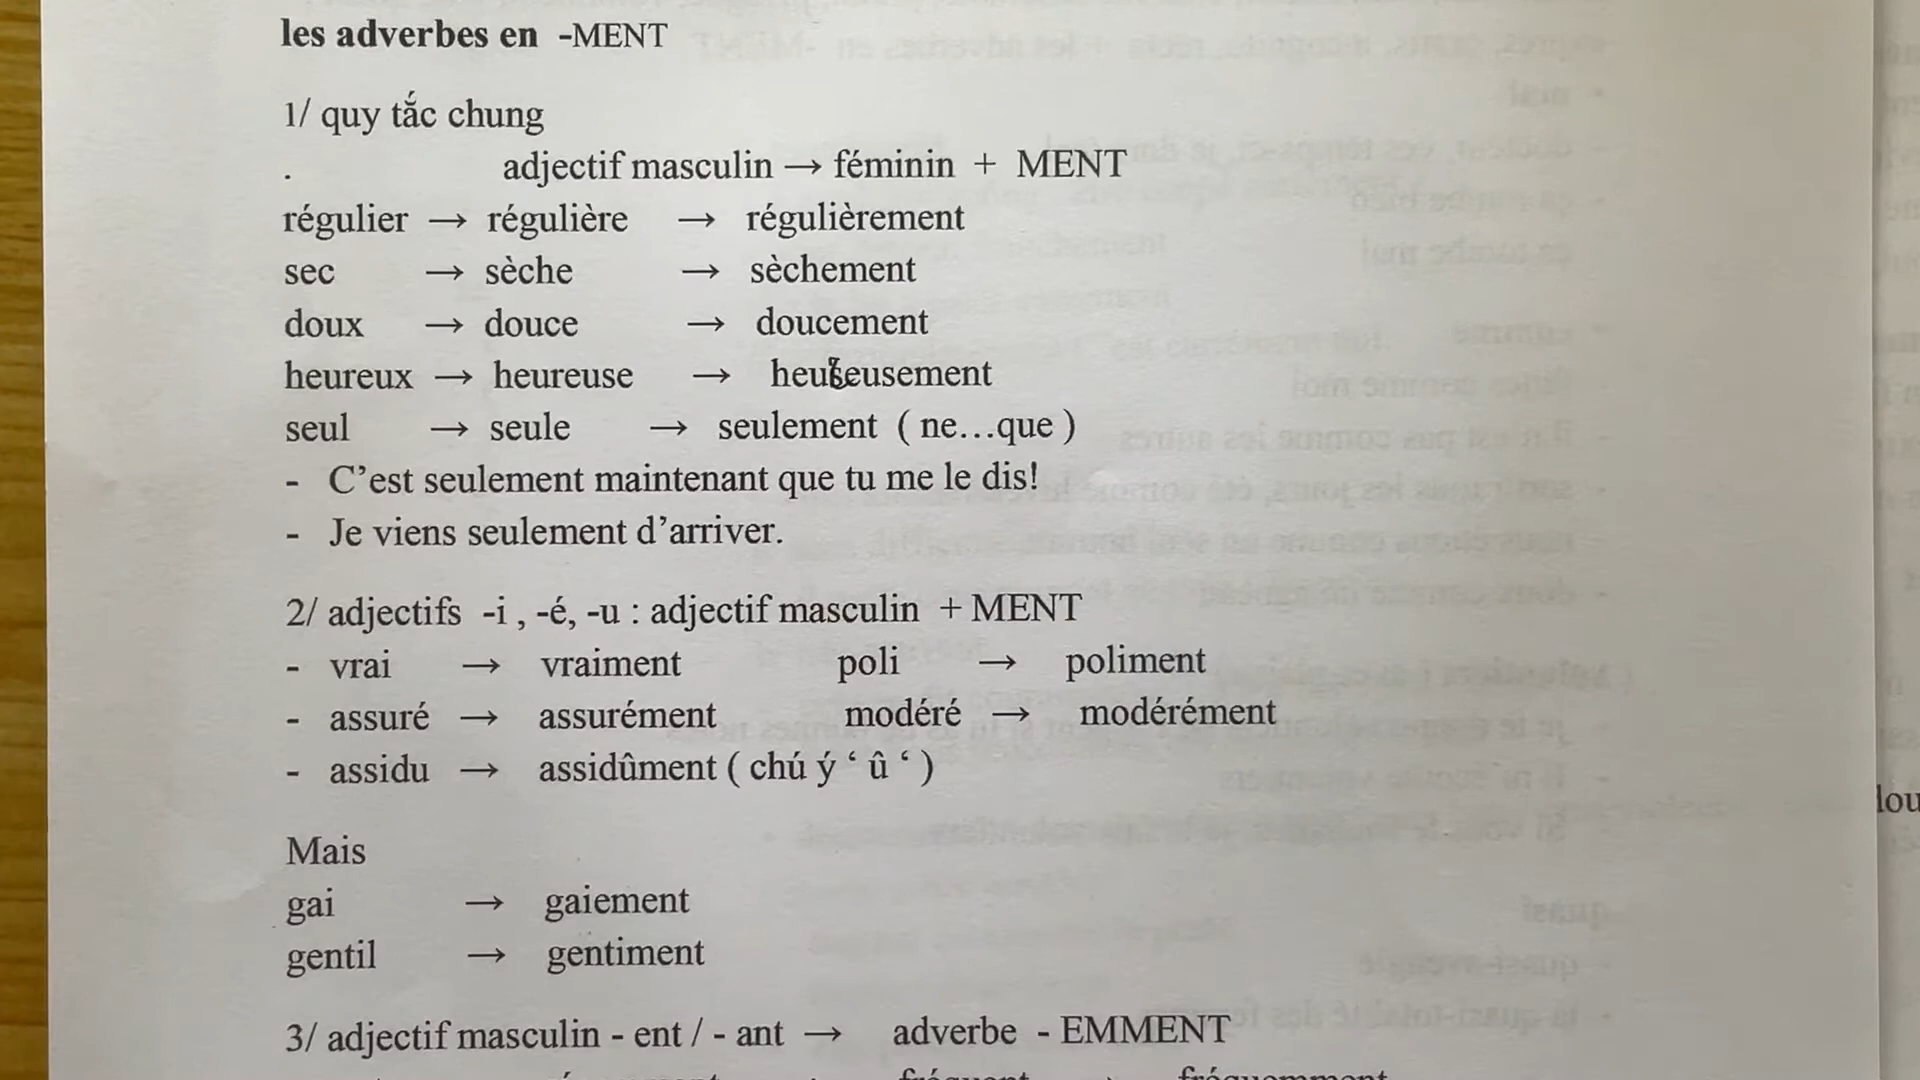 les adverbes en -MENT
1/ quy tắc chung
. adjectif masculin → féminin + MENT
régulier → régulière → régulièrement
sec → sèche → sèchement
doux → douce → doucement
heureux → heureuse → heureusement
seul → seule → seulement ( ne…que )
- C’est seulement maintenant que tu me le dis!
- Je viens seulement d’arriver.
2/ adjectifs -i , -é, -u : adjectif masculin + MENT
- vrai → vraiment poli → poliment
- assuré → assurément modéré → modérément
- assidu → assidûment ( chú ý ‘ û ‘ )
Mais
gai → gaiement
gentil → gentiment
3/ adjectif masculin - ent / - ant → adverbe - EMMENT
lou